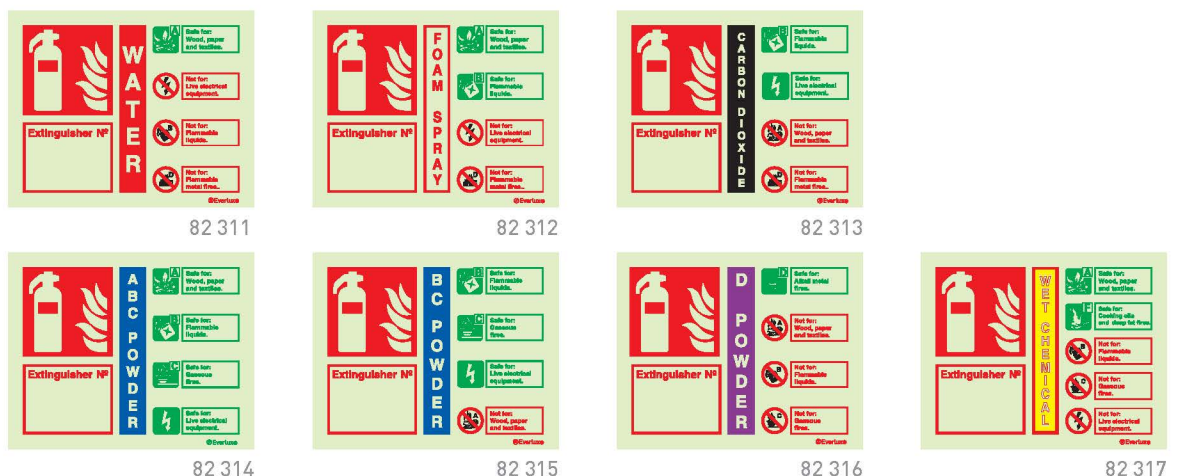 WATER
Extinguisher Nº
A
Safe for:
Wood, paper
and textiles.
Not for:
Live electrical
equipment.
B
Not for:
Flammable
liquids.
D
Not for:
Flammable
metal fires..
@Everluxe
82 311
FOAM SPRAY
Extinguisher Nº
A
Safe for:
Wood, paper
and textiles.
B
Safe for:
Flammable
liquids.
Not for:
Live electrical
equipment.
D
Not for:
Flammable
metal fires..
@Everluxe
82 312
CARBON DIOXIDE
Extinguisher Nº
B
Safe for:
Flammable
liquids.
Safe for:
Live electrical
equipment.
A
Not for:
Wood, paper
and textiles.
D
Not for:
Flammable
metal fires..
@Everluxe
82 313
ABC POWDER
Extinguisher Nº
A
Safe for:
Wood, paper
and textiles.
B
Safe for:
Flammable
liquids.
C
Safe for:
Gaseous
fires.
Safe for:
Live electrical
equipment.
@Everluxe
82 314
BC POWDER
Extinguisher Nº
B
Safe for:
Flammable
liquids.
C
Safe for:
Gaseous
fires.
Safe for:
Live electrical
equipment.
A
Not for:
Wood, paper
and textiles.
@Everluxe
82 315
D POWDER
Extinguisher Nº
D
Safe for:
Alkali metal
fires.
A
Not for:
Wood, paper
and textiles.
B
Not for:
Flammable
liquids.
C
Not for:
Gaseous
fires.
@Everluxe
82 316
WET CHEMICAL
Extinguisher Nº
A
Safe for:
Wood, paper
and textiles.
F
Safe for:
Cooking oils
and deep fat fires.
B
Not for:
Flammable
liquids.
C
Not for:
Gaseous
fires.
Not for:
Live electrical
equipment.
@Everluxe
82 317